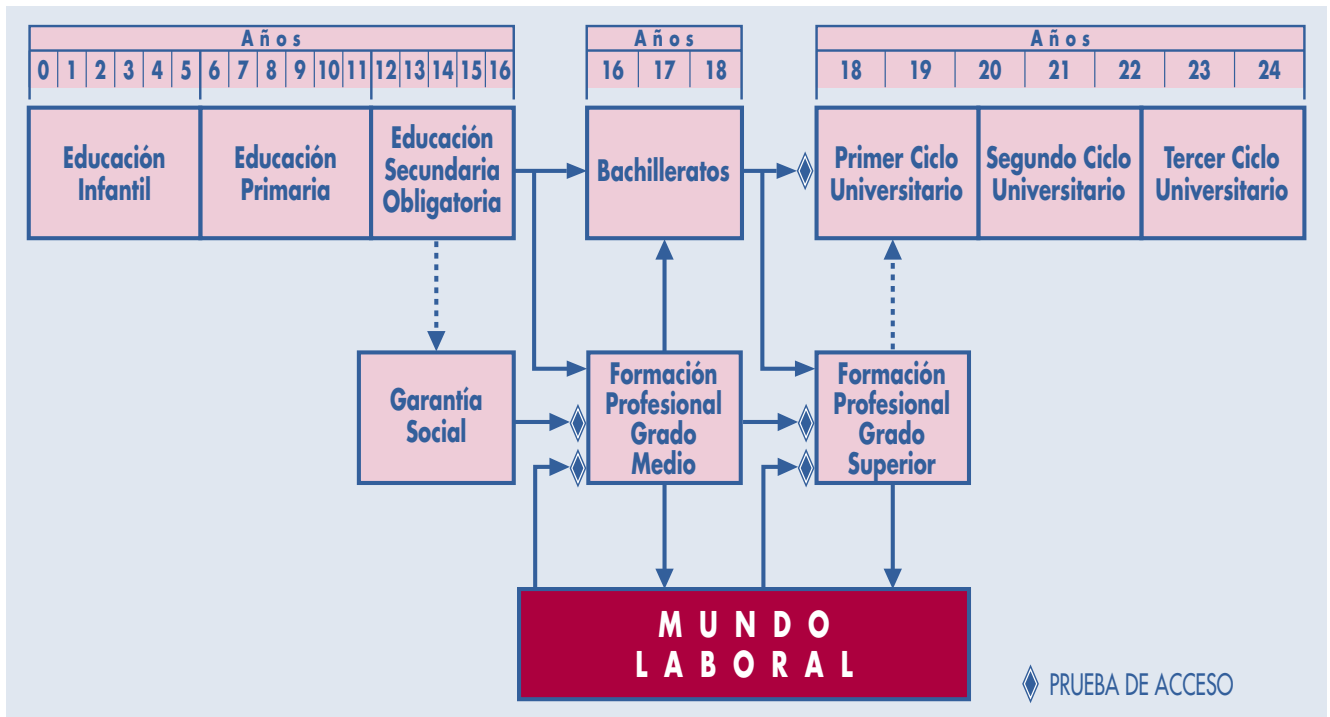 Años
0 1 2 3 4 5 6 7 8 9 10 11 12 13 14 15 16
Años
16 17 18
Años
18 19 20 21 22 23 24
Educación
Infantil
Educación
Primaria
Educación
Secundaria
Obligatoria
Bachilleratos
Primer Ciclo
Universitario
Segundo Ciclo
Universitario
Tercer Ciclo
Universitario
Garantía
Social
Formación
Profesional
Grado
Medio
Formación
Profesional
Grado
Superior
MUNDO
LABORAL
PRUEBA DE ACCESO